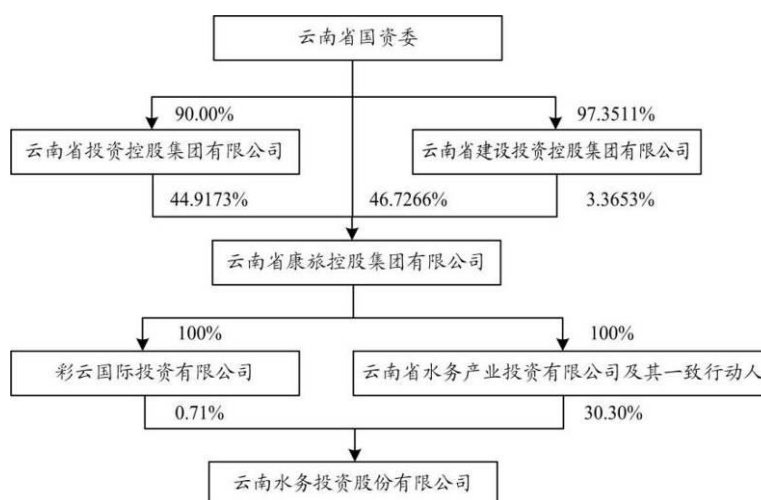 云南省国资委
90.00%
97.3511%
云南省投资控股集团有限公司
云南省建设投资控股集团有限公司
44.9173%
46.7266%
3.3653%
云南省康旅控股集团有限公司
100%
100%
彩云国际投资有限公司
云南省水务产业投资有限公司及其一致行动人
0.71%
30.30%
云南水务投资股份有限公司